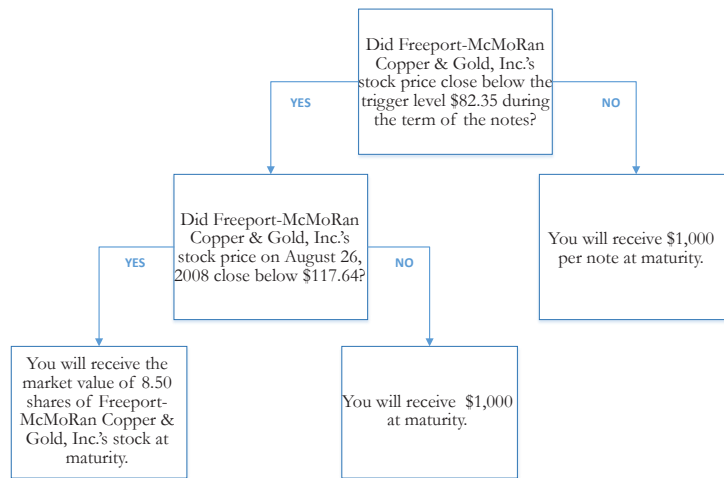 Did Freeport-McMoRan
Copper & Gold, Inc.'s
stock price close below the
trigger level $82.35 during
the term of the notes?
YES
NO
Did Freeport-McMoRan
Copper & Gold, Inc.'s
stock price on August 26,
2008 close below $117.64?
You will receive $1,000
per note at maturity.
YES
NO
You will receive the
market value of 8.50
shares of Freeport-
McMoRan Copper &
Gold, Inc.'s stock at
maturity.
You will receive $1,000
at maturity.